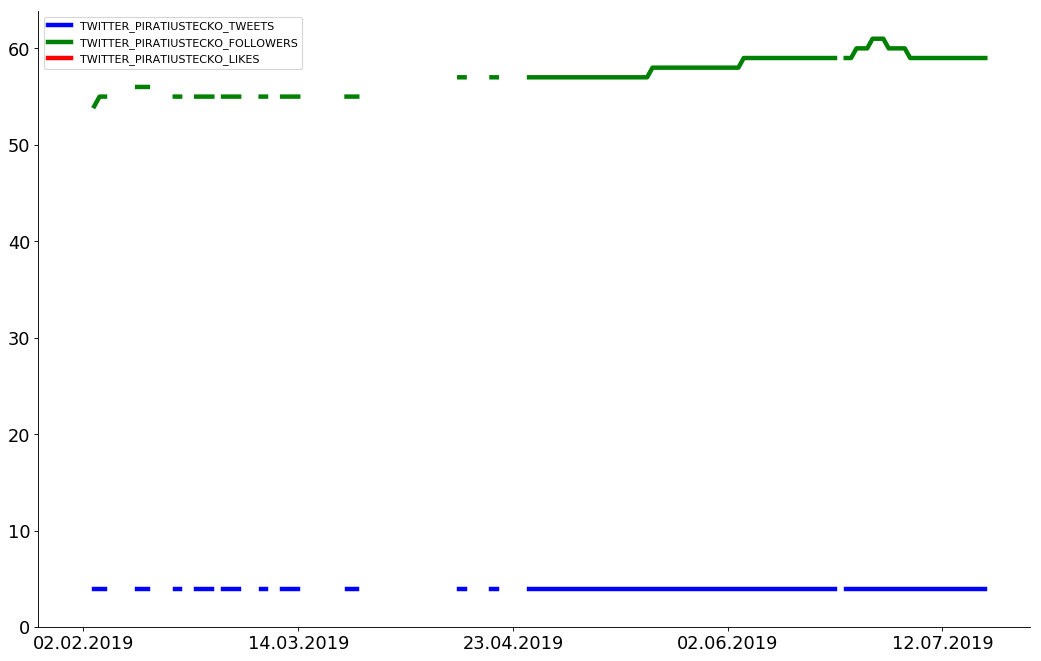 TWITTER_PIRATIUSTECKO_TWEETS
TWITTER_PIRATIUSTECKO_FOLLOWERS
TWITTER_PIRATIUSTECKO_LIKES
60
50
40
30
20
10
0
02.02.2019 14.03.2019 23.04.2019 02.06.2019 12.07.2019